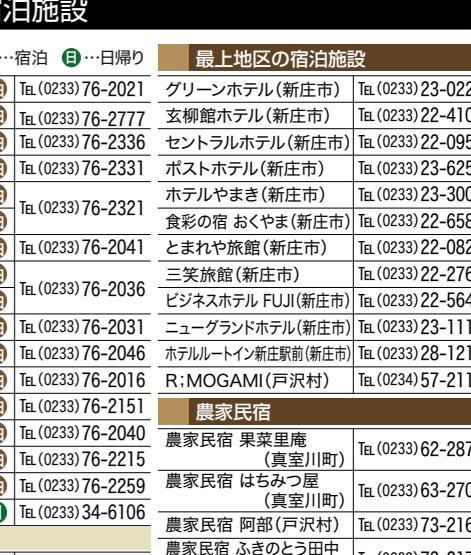 泊施設
…宿泊 日…日帰り
TEL(0233)76-2021
TEL(0233)76-2777
TEL(0233)76-2336
TEL(0233)76-2331
TEL(0233)76-2321
TEL(0233)76-2041
TEL(0233)76-2036
TEL(0233)76-2031
TEL(0233)76-2046
TEL(0233)76-2016
TEL(0233)76-2151
TEL(0233)76-2040
TEL(0233)76-2215
TEL(0233)76-2259
TEL(0233)34-6106
最上地区の宿泊施設
グリーンホテル(新庄市) TEL(0233)23-022
玄柳館ホテル(新庄市) TEL(0233)22-410
セントラルホテル(新庄市) TEL(0233)22-095
ポストホテル(新庄市) TEL(0233)23-625
ホテルやまき(新庄市) TEL(0233)23-300
食彩の宿 おくやま(新庄市) TEL(0233)22-658
とまれや旅館(新庄市) TEL(0233)22-082
三笑旅館(新庄市) TEL(0233)22-276
ビジネスホテル FUJI(新庄市) TEL(0233)22-564
ニューグランドホテル(新庄市) TEL(0233)23-111
ホテルルートイン新庄駅前(新庄市) TEL(0233)28-121
R;MOGAMI(戸沢村) TEL(0234)57-211
農家民宿
農家民宿 果菜里庵
(真室川町) TEL(0233)62-287
農家民宿 はちみつ屋
(真室川町) TEL(0233)63-270
農家民宿 阿部(戸沢村) TEL(0233)73-216
農家民宿 ふきのとう田中